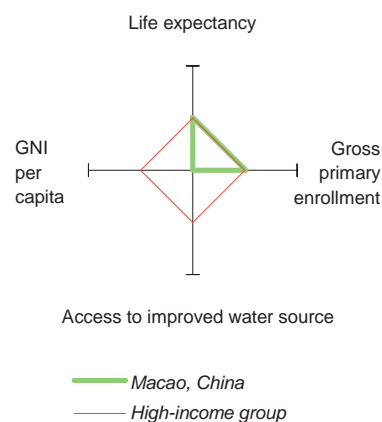 Life expectancy
GNI
per
capita
Gross
primary
enrollment
Access to improved water source
Macao, China
High-income group